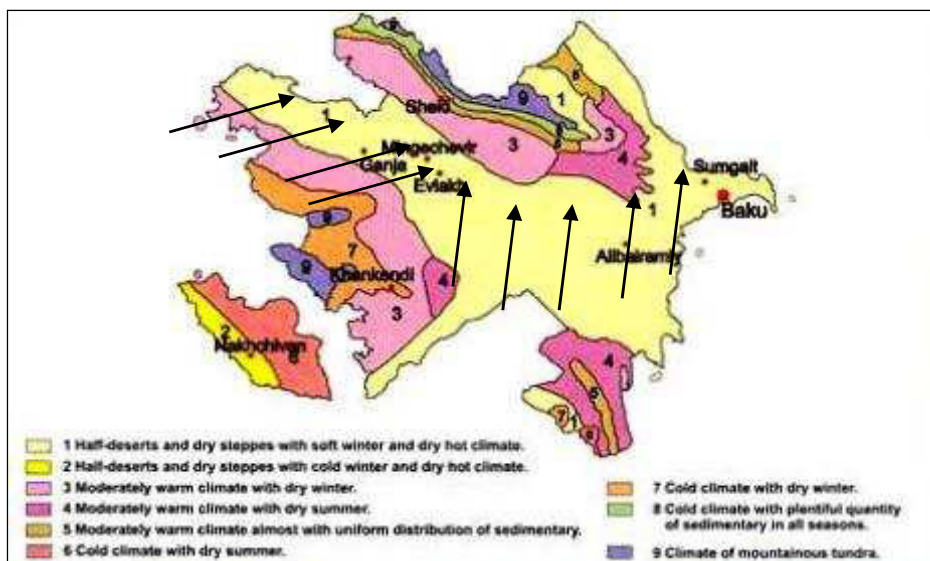 9
8
1
Sheki
9
1
3
8
3
4
Mingechevir
Ganja
Evlakh
Sumgait
1
Baku
9
7
Alibairamly
9
Khankendi
4
3
2
Nakhchivan
6
4
5
7
1
6
1 Half-deserts and dry steppes with soft winter and dry hot climate.
2 Half-deserts and dry steppes with cold winter and dry hot climate.
3 Moderately warm climate with dry winter.
4 Moderately warm climate with dry summer.
5 Moderately warm climate almost with uniform distribution of sedimentary.
6 Cold climate with dry summer.
7 Cold climate with dry winter.
8 Cold climate with plentiful quantity
of sedimentary in all seasons.
9 Climate of mountainous tundra.